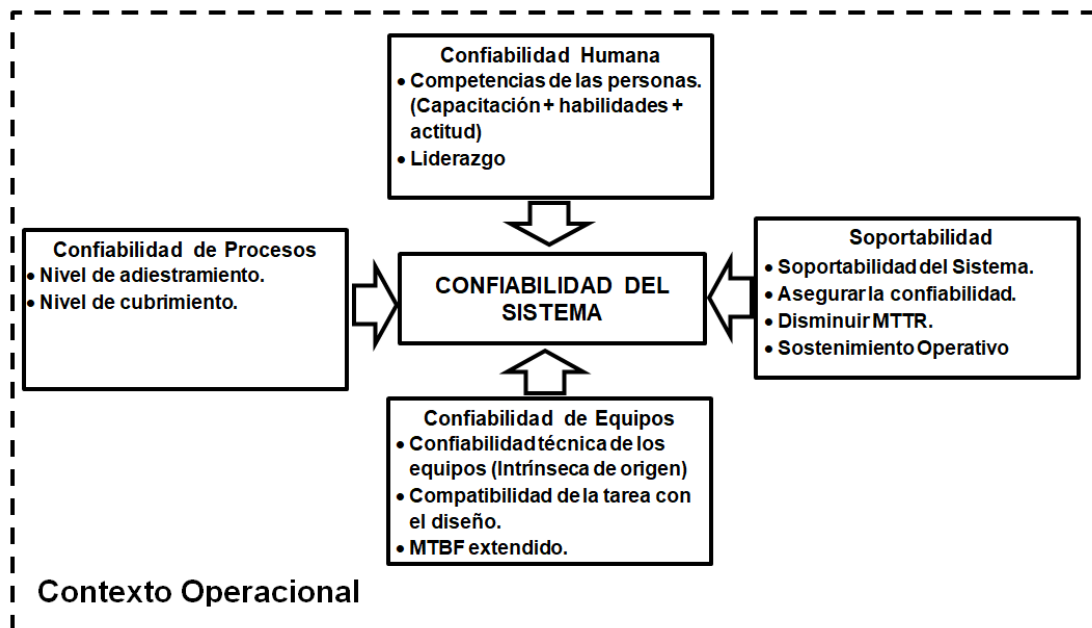 Confiabilidad Humana
• Competencias de las personas.
(Capacitación + habilidades +
actitud)
• Liderazgo
Confiabilidad de Procesos
• Nivel de adiestramiento.
• Nivel de cubrimiento.
CONFIABILIDAD DEL
SISTEMA
Soportabilidad
• Soportabilidad del Sistema.
• Asegurar la confiabilidad.
• Disminuir MTTR.
• Sostenimiento Operativo
Confiabilidad de Equipos
• Confiabilidad técnica de los
equipos (Intrínseca de origen)
• Compatibilidad de la tarea con
el diseño.
• MTBF extendido.
Contexto Operacional